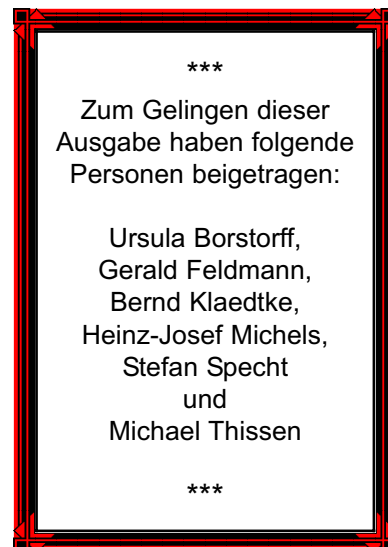 ***
Zum Gelingen dieser
Ausgabe haben folgende
Personen beigetragen:
Ursula Borstorff,
Gerald Feldmann,
Bernd Klaedtke,
Heinz-Josef Michels,
Stefan Specht
und
Michael Thissen
***